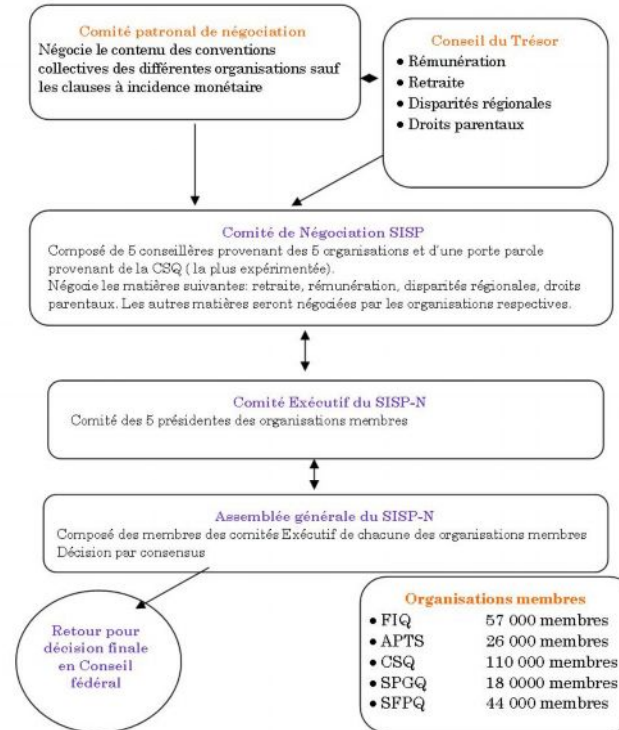 Comité patronal de négociation
Négocie le contenu des conventions
collectives des différentes organisations sauf
les clauses à incidence monétaire
Conseil du Trésor
• Rémunération
• Retraite
• Disparités régionales
• Droits parentaux
Comité de Négociation SISP
Composé de 5 conseillères provenant des 5 organisations et d'une porte parole
provenant de la CSQ ( la plus expérimentée).
Négocie les matières suivantes: retraite, rémunération, disparités régionales, droits
parentaux. Les autres matières seront négociées par les organisations respectives.
Comité Exécutif du SISP-N
Comité des 5 présidentes des organisations membres
Assemblée générale du SISP-N
Composé des membres des comités Exécutif de chacune des organisations membres
Décision par consensus
Retour pour
décision finale
en Conseil
fédéral
Organisations membres
• FIQ 57 000 membres
• APTS 26 000 membres
• CSQ 110 000 membres
• SPGQ 18 0000 membres
• SFPQ 44 000 membres